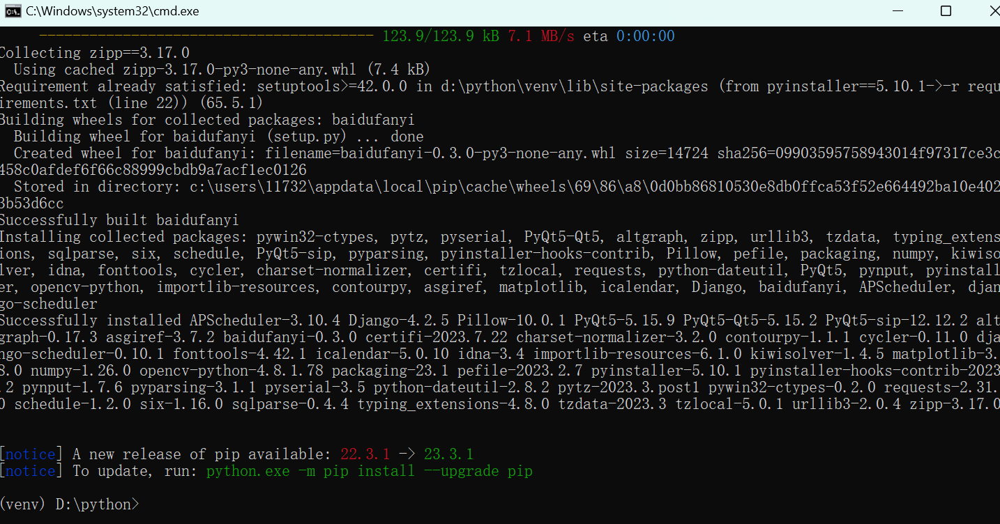 C:\Windows\system32\cmd.exe
---------------------------------------- 123.9/123.9 kB 7.1 MB/s eta 0:00:00
Collecting zipp==3.17.0
  Using cached zipp-3.17.0-py3-none-any.whl (7.4 kB)
Requirement already satisfied: setuptools>=42.0.0 in d:\python\venv\lib\site-packages (from pyinstaller==5.10.1->-r requ
irements.txt (line 22)) (65.5.1)
Building wheels for collected packages: baidufanyi
  Building wheel for baidufanyi (setup.py) ... done
  Created wheel for baidufanyi: filename=baidufanyi-0.3.0-py3-none-any.whl size=14724 sha256=09903595758943014f97317ce3c
458c0afdef6f66c88999cbdb9a7acf1ec0126
  Stored in directory: c:\users\11732\appdata\local\pip\cache\wheels\69\86\a8\0d0bb86810530e8db0ffca53f52e664492ba10e402
3b53d6cc
Successfully built baidufanyi
Installing collected packages: pywin32-ctypes, pytz, pyserial, PyQt5-Qt5, altgraph, zipp, urllib3, tzdata, typing_extens
ions, sqlparse, six, schedule, PyQt5-sip, pyparsing, pyinstaller-hooks-contrib, Pillow, pefile, packaging, numpy, kiwiso
lver, idna, fonttools, cycler, charset-normalizer, certifi, tzlocal, requests, python-dateutil, PyQt5, pynput, pyinstall
er, opencv-python, importlib-resources, contourpy, asgiref, matplotlib, icalendar, Django, baidufanyi, APScheduler, djan
go-scheduler
Successfully installed APScheduler-3.10.4 Django-4.2.5 Pillow-10.0.1 PyQt5-5.15.9 PyQt5-Qt5-5.15.2 PyQt5-sip-12.12.2 alt
graph-0.17.3 asgiref-3.7.2 baidufanyi-0.3.0 certifi-2023.7.22 charset-normalizer-3.2.0 contourpy-1.1.1 cycler-0.11.0 dja
ngo-scheduler-0.10.1 fonttools-4.42.1 icalendar-5.0.10 idna-3.4 importlib-resources-6.1.0 kiwisolver-1.4.5 matplotlib-3.
8.0 numpy-1.26.0 opencv-python-4.8.1.78 packaging-23.1 pefile-2023.2.7 pyinstaller-5.10.1 pyinstaller-hooks-contrib-2023
.2 pynput-1.7.6 pyparsing-3.1.1 pyserial-3.5 python-dateutil-2.8.2 pytz-2023.3.post1 pywin32-ctypes-0.2.0 requests-2.31.
0 schedule-1.2.0 six-1.16.0 sqlparse-0.4.4 typing_extensions-4.8.0 tzdata-2023.3 tzlocal-5.0.1 urllib3-2.0.4 zipp-3.17.0
[notice] A new release of pip available: 22.3.1 -> 23.3.1
[notice] To update, run: python.exe -m pip install --upgrade pip
(venv) D:\python>